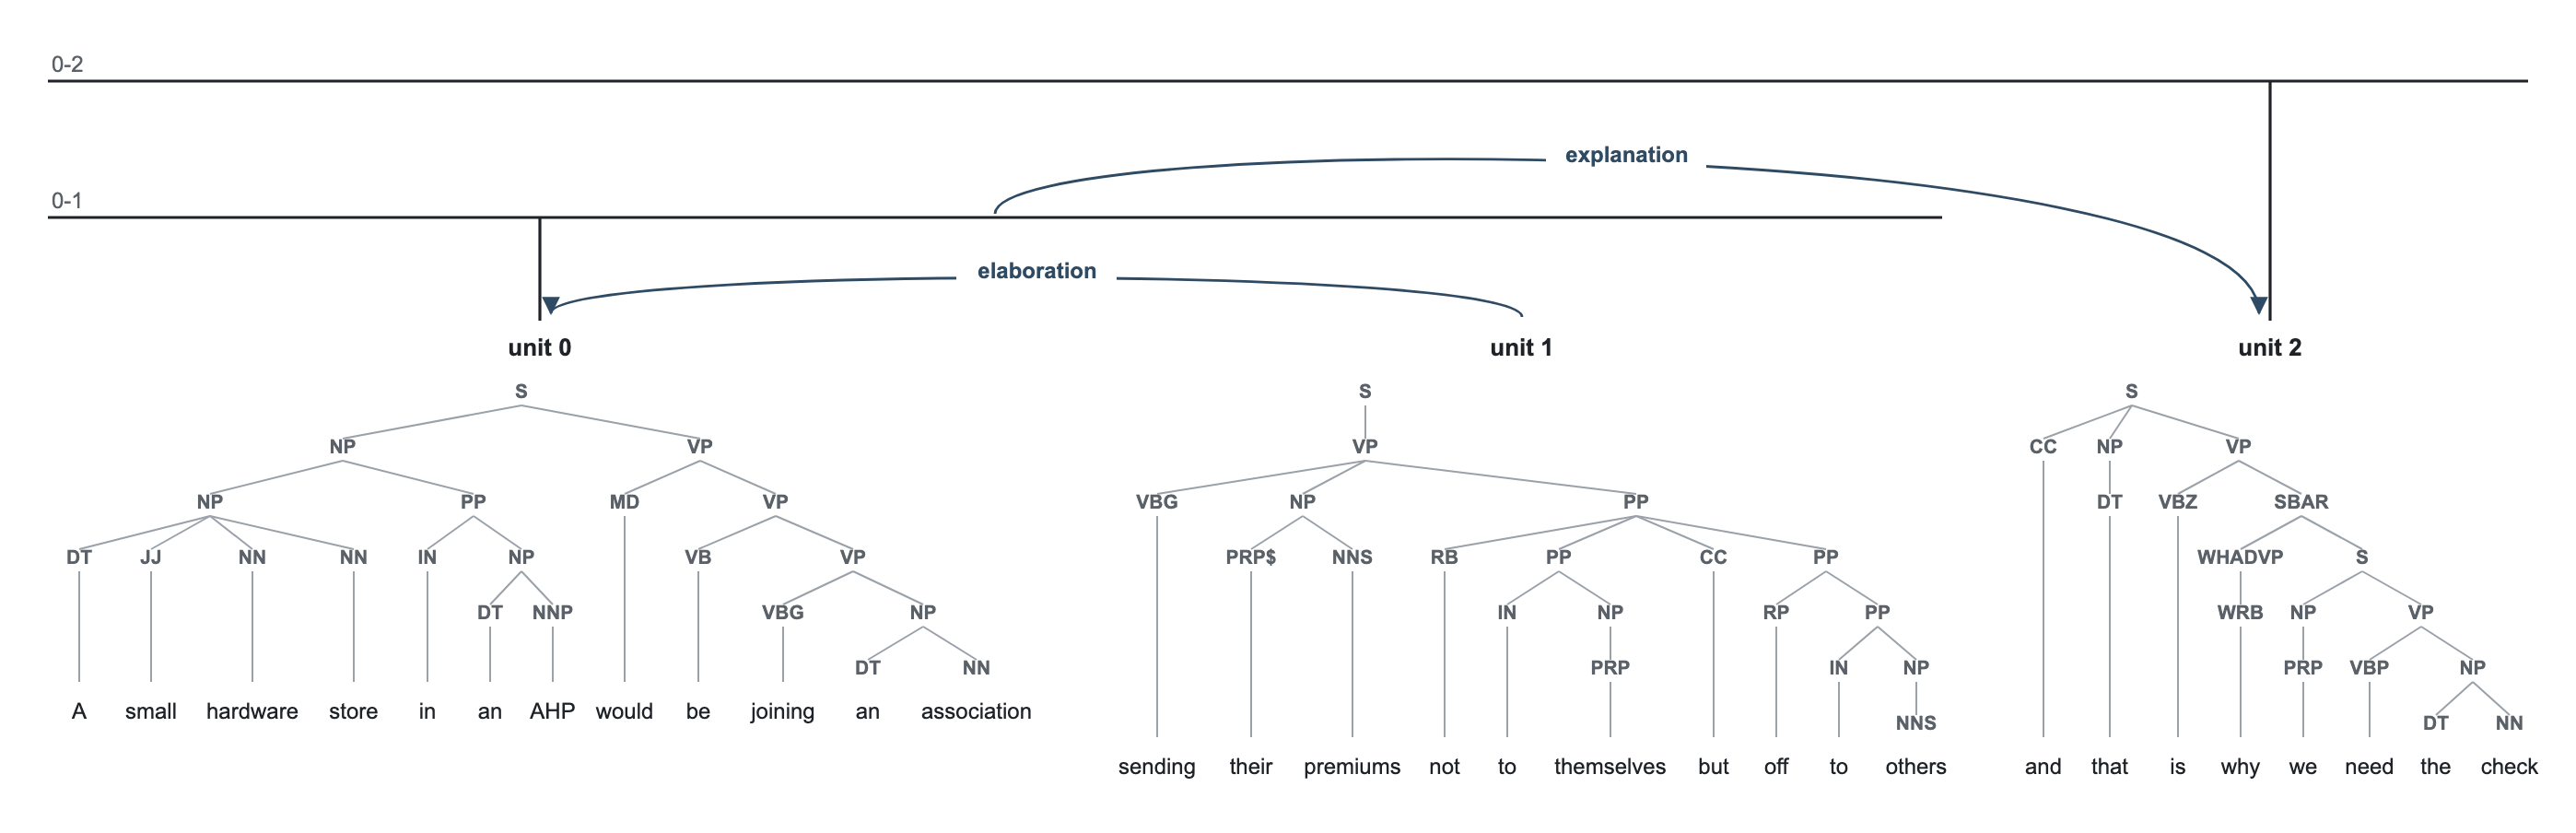 0-2
explanation
0-1
elaboration
unit 0 unit 1 unit 2
S S S
NP VP VP CC NP VP
NP PP MD VP VBG NP PP DT VBZ SBAR
DT JJ NN NN IN NP VB VP PRP$ NNS RB PP CC PP WHADVP S
DT NNP VBG NP IN NP RP PP WRB NP VP
DT NN PRP IN NP PRP VBP NP
A small hardware store in an AHP would be joining an association
NNS DT NN
sending their premiums not to themselves but off to others and that is why we need the check